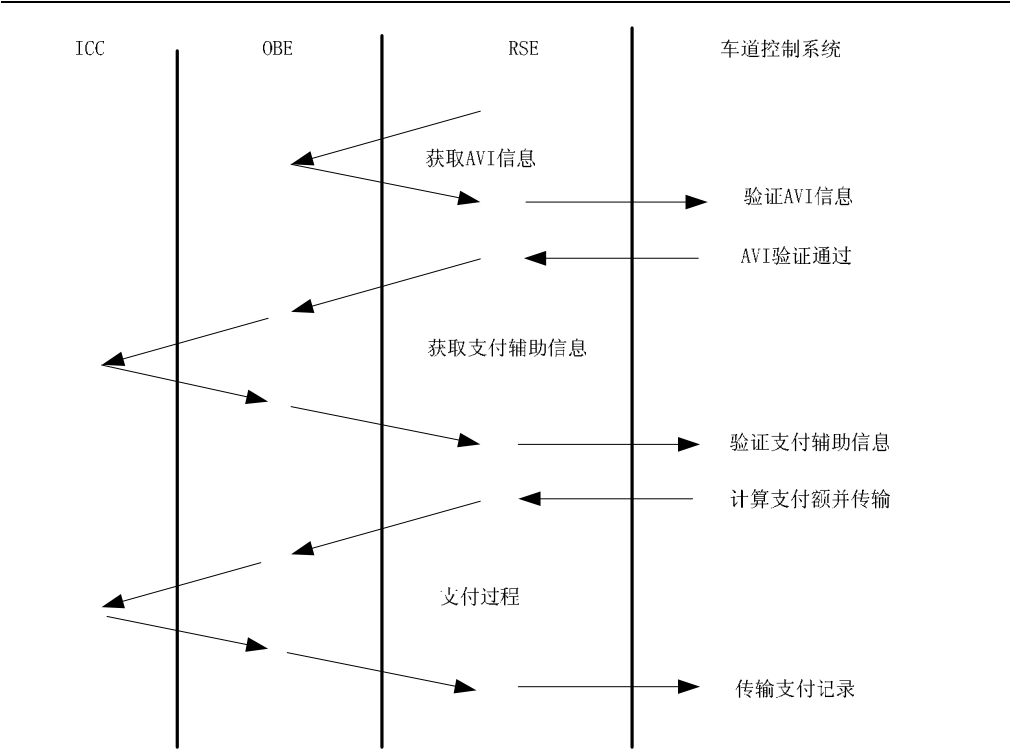 ICC
OBE
RSE
车道控制系统
获取AVI信息
验证AVI信息
AVI验证通过
获取支付辅助信息
验证支付辅助信息
计算支付额并传输
支付过程
传输支付记录